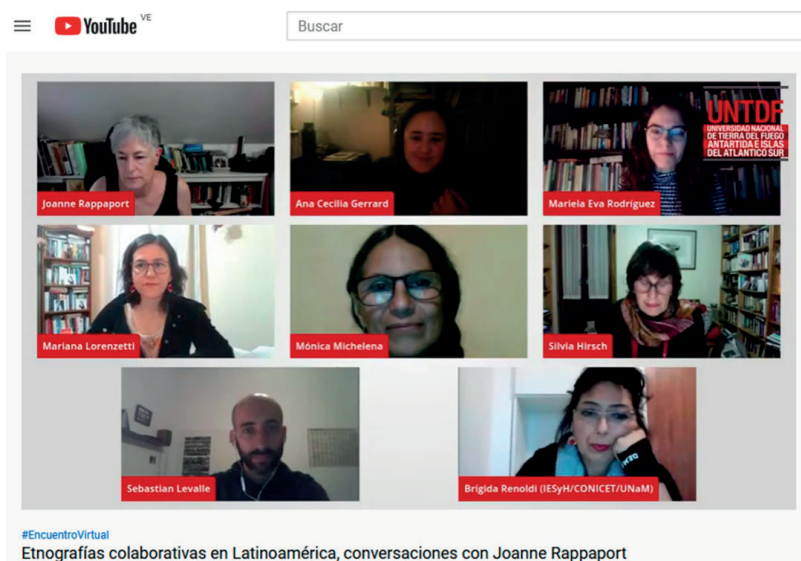 YouTube VE
Buscar
UNTDF
UNIVERSIDAD NACIONAL
DE TIERRA DEL FUEGO
ANTARTIDA E ISLAS
DEL ATLANTICO SUR
Joanne Rappaport
Ana Cecilia Gerrard
Mariela Eva Rodríguez
Mariana Lorenzetti
Mónica Michelena
Silvia Hirsch
Sebastian Levalle
Brígida Renoldi (IESyH/CONICET/UNaM)
#EncuentroVirtual
Etnografías colaborativas en Latinoamérica, conversaciones con Joanne Rappaport